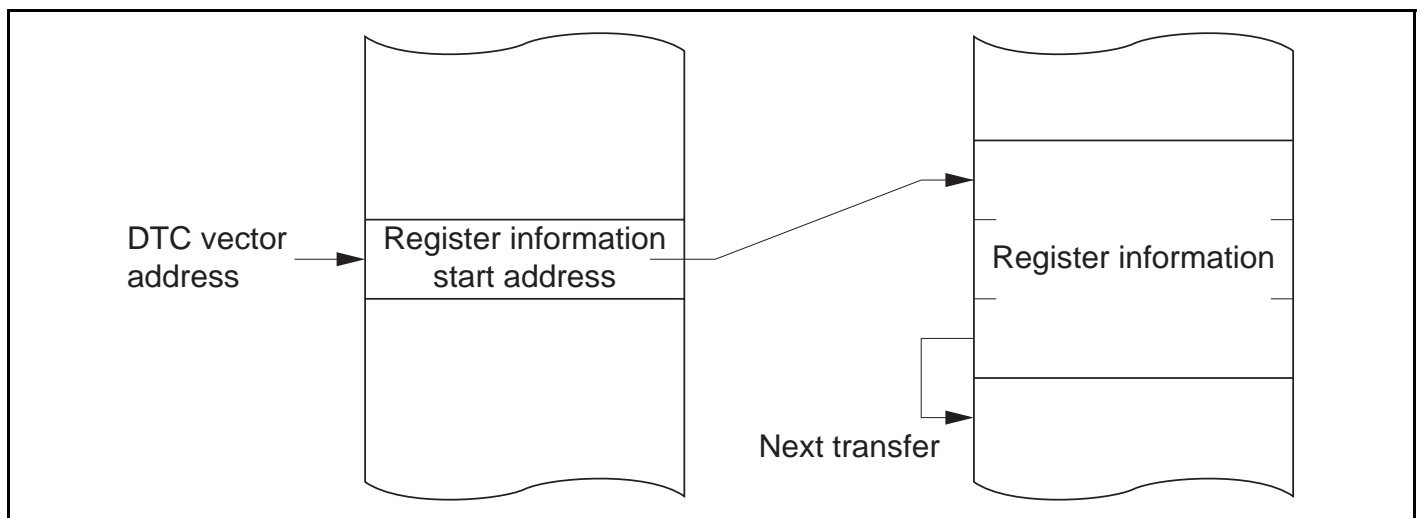 DTC vector
address
Register information
start address
Register information
Next transfer